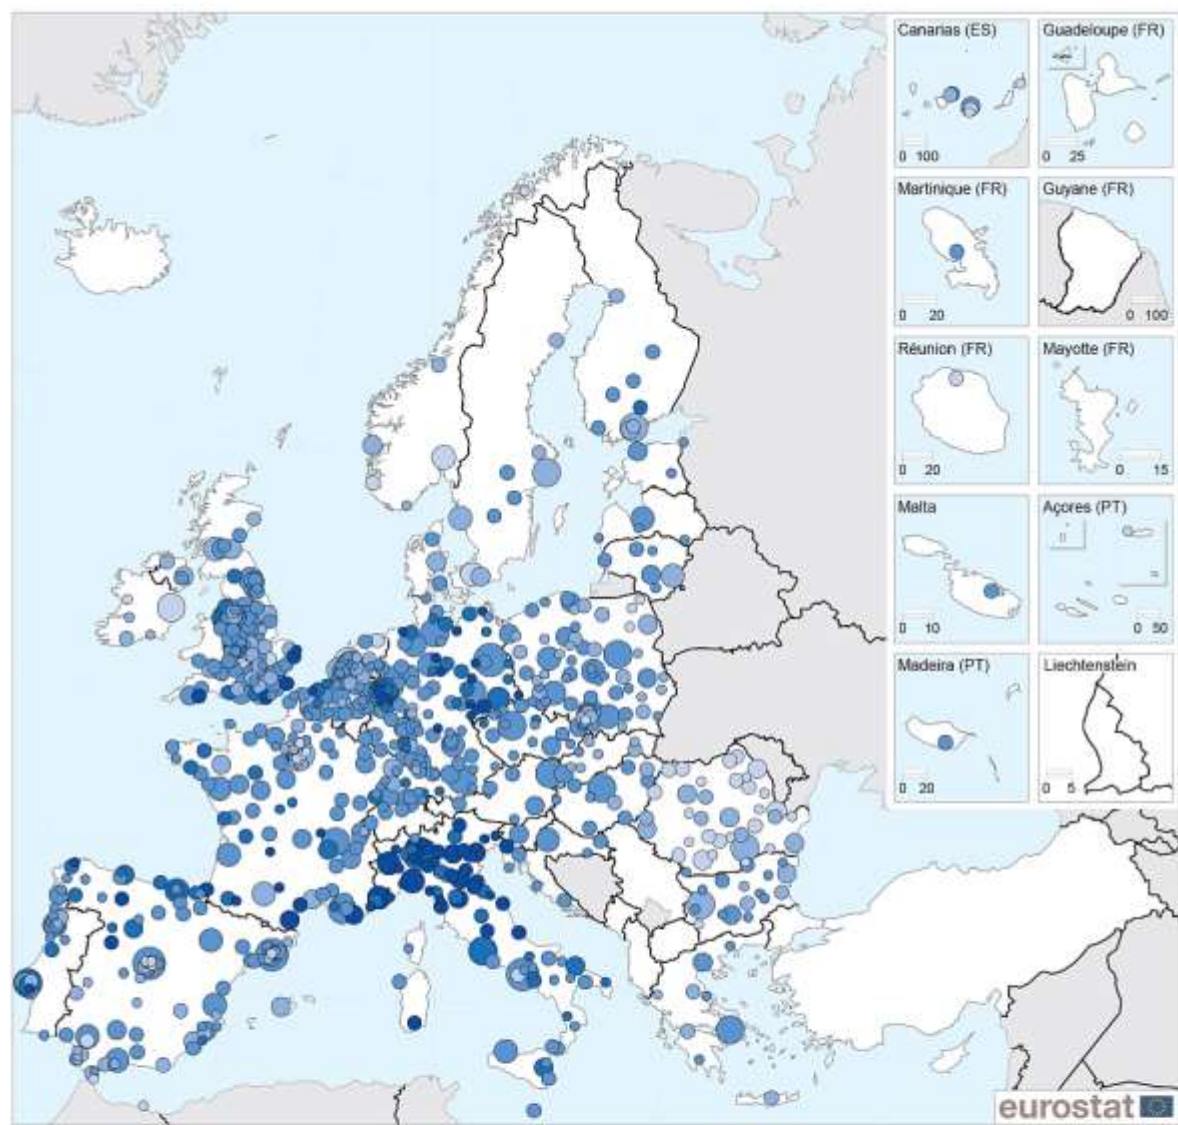 Canarias (ES)
0 100
Guadeloupe (FR)
0 25
Martinique (FR)
0 20
Guyane (FR)
0 100
Réunion (FR)
0 20
Mayotte (FR)
0 15
Malta
0 10
Açores (PT)
0 50
Madeira (PT)
0 20
Liechtenstein
0 5
eurostat